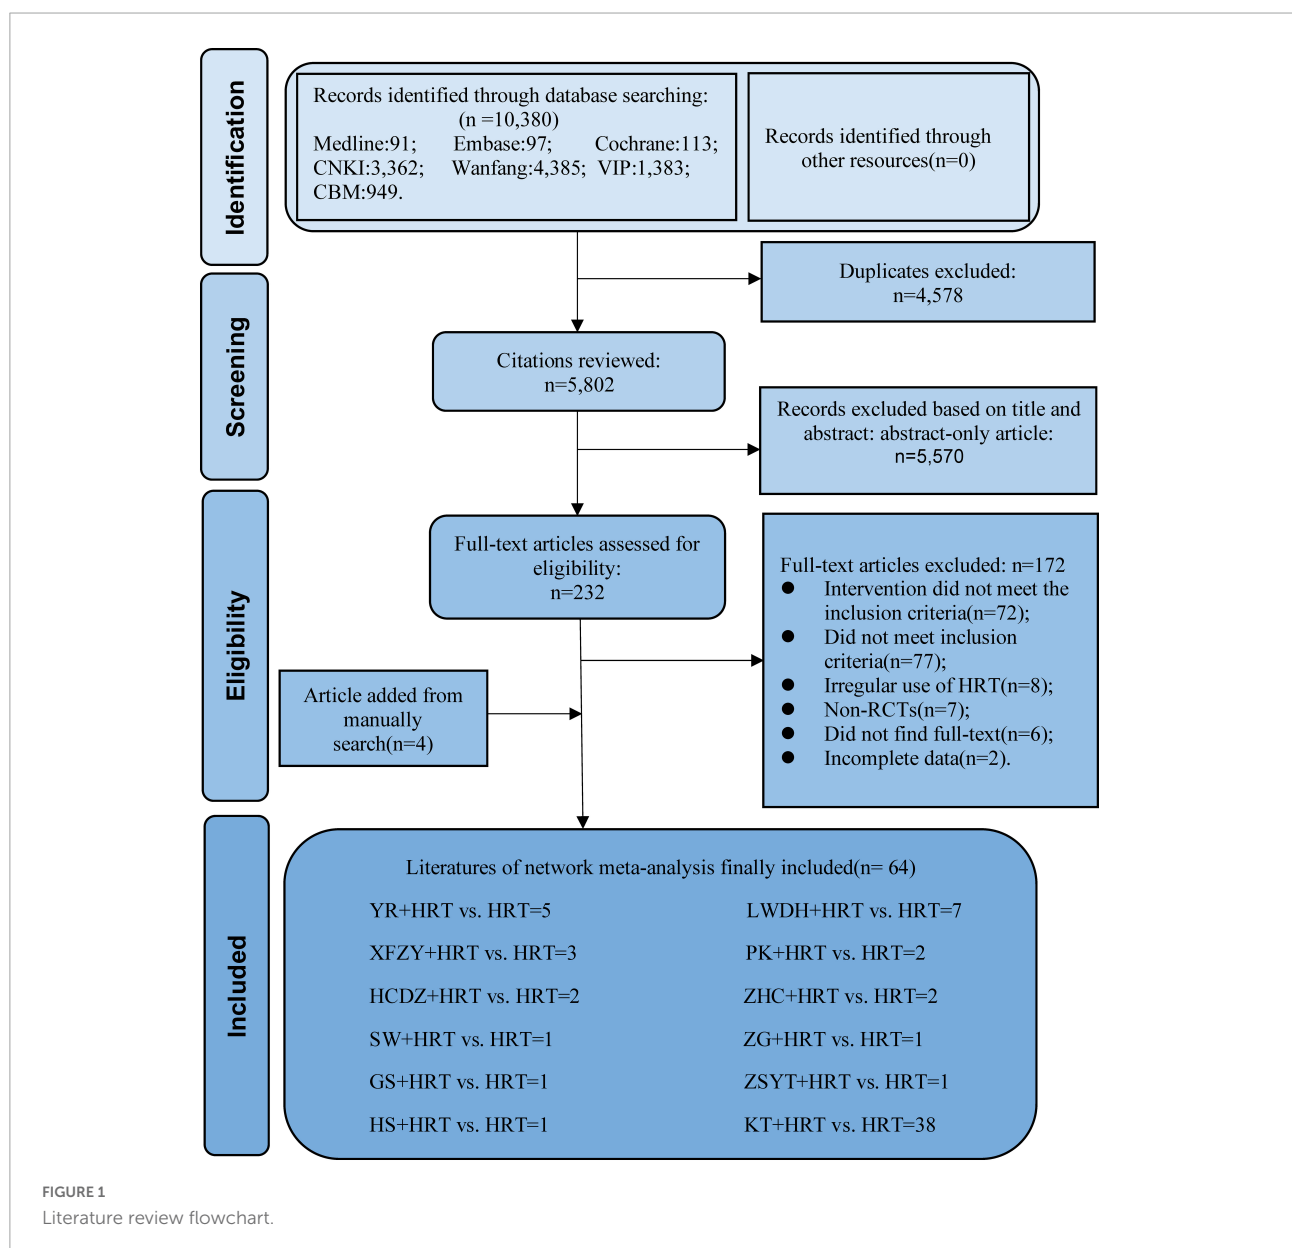 Identification
Records identified through database searching:
(n =10,380)
Medline:91; Embase:97; Cochrane:113;
CNKI:3,362; Wanfang:4,385; VIP:1,383;
CBM:949.
Records identified through
other resources(n=0)
Duplicates excluded:
n=4,578
Screening
Citations reviewed:
n=5,802
Records excluded based on title and
abstract: abstract-only article:
n=5,570
Eligibility
Full-text articles assessed for
eligibility:
n=232
Full-text articles excluded: n=172
● Intervention did not meet the
inclusion criteria(n=72);
● Did not meet inclusion
criteria(n=77);
● Irregular use of HRT(n=8);
● Non-RCTs(n=7);
● Did not find full-text(n=6);
● Incomplete data(n=2).
Article added from
manually
search(n=4)
Included
Literatures of network meta-analysis finally included(n= 64)
YR+HRT vs. HRT=5 LWDH+HRT vs. HRT=7
XFZY+HRT vs. HRT=3 PK+HRT vs. HRT=2
HCDZ+HRT vs. HRT=2 ZHC+HRT vs. HRT=2
SW+HRT vs. HRT=1 ZG+HRT vs. HRT=1
GS+HRT vs. HRT=1 ZSYT+HRT vs. HRT=1
HS+HRT vs. HRT=1 KT+HRT vs. HRT=38
FIGURE 1
Literature review flowchart.